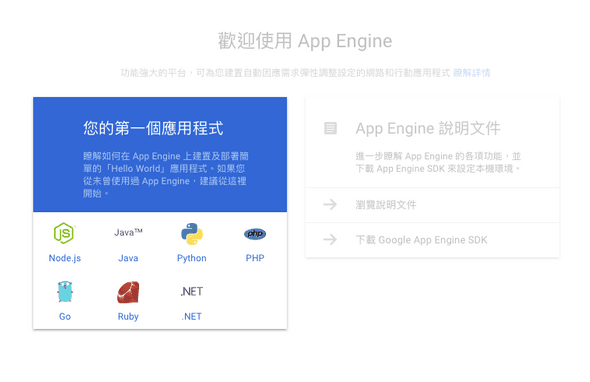 歡迎使用 App Engine
功能強大的平台，可為您建置自動因應需求彈性調整設定的網路和行動應用程式 瞭解詳情
您的第一個應用程式
瞭解如何在 App Engine 上建置及部署簡
單的「Hello World」應用程式。如果您
從未曾使用過 App Engine，建議從這裡
開始。
JS
Java™
php
Node.js
Java
Python
PHP
.NET
Go
Ruby
.NET
App Engine 說明文件
進一步瞭解 App Engine 的各項功能，並
下載 App Engine SDK 來設定本機環境。
瀏覽說明文件
下載 Google App Engine SDK